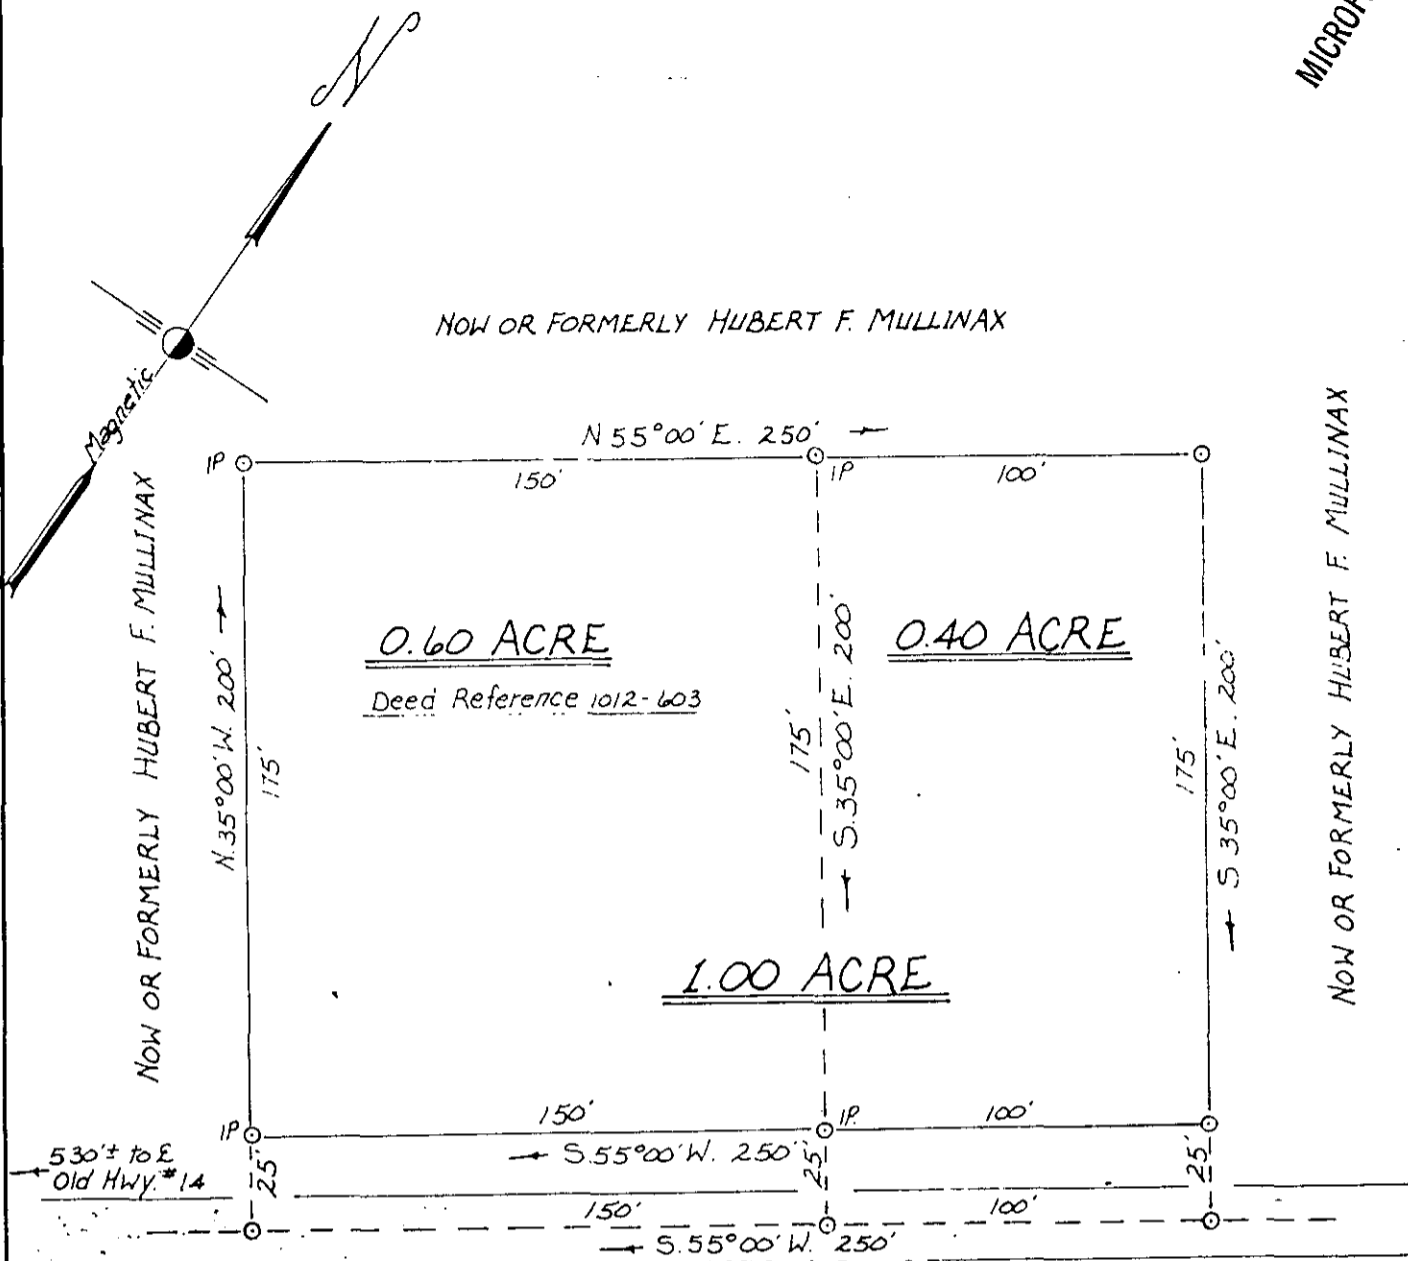 N
Magnetic
NOW OR FORMERLY HUBERT F. MULLINAX
N 55°00' E. 250'
IP
150'
IP
100'
NOW OR FORMERLY HUBERT F. MULLINAX
N.35°00'W. 200'
175'
0.60 ACRE
Deed Reference 1012-603
175'
S.35°00'E. 200'
0.40 ACRE
175'
S 35°00'E. 200'
NOW OR FORMERLY HUBERT F. MULLINAX
1.00 ACRE
IP
150'
IP.
100'
S.55°00'W. 250'
530'± to ₤
Old Hwy. #14
25'
25'
25'
150'
100'
S.55°00'W. 250'